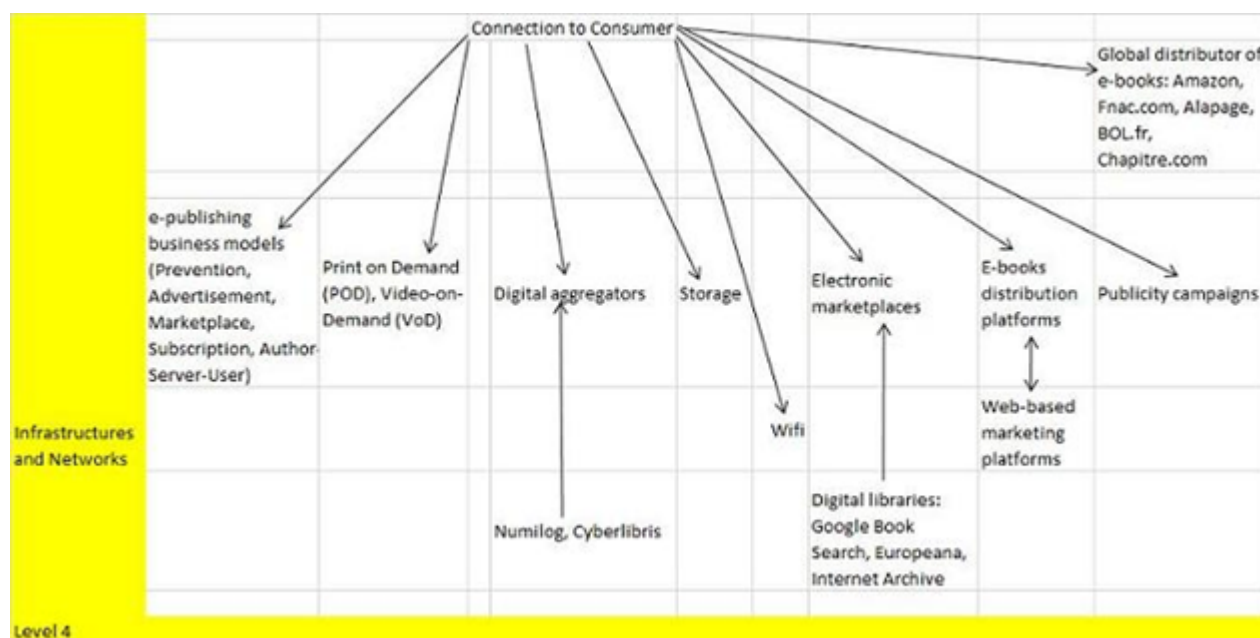 Connection to Consumer
Global distributor of
e-books: Amazon,
Fnac.com, Alapage,
BOL.fr,
Chapitre.com
e-publishing
business models
(Prevention,
Advertisement,
Marketplace,
Subscription, Author-
Server-User)
Print on Demand
(POD), Video-on-
Demand (VoD)
Digital aggregators
Storage
Electronic
marketplaces
E-books
distribution
platforms
Publicity campaigns
Infrastructures
and Networks
Wifi
Web-based
marketing
platforms
Numilog, Cyberlibris
Digital libraries:
Google Book
Search, Europeana,
Internet Archive
Level 4